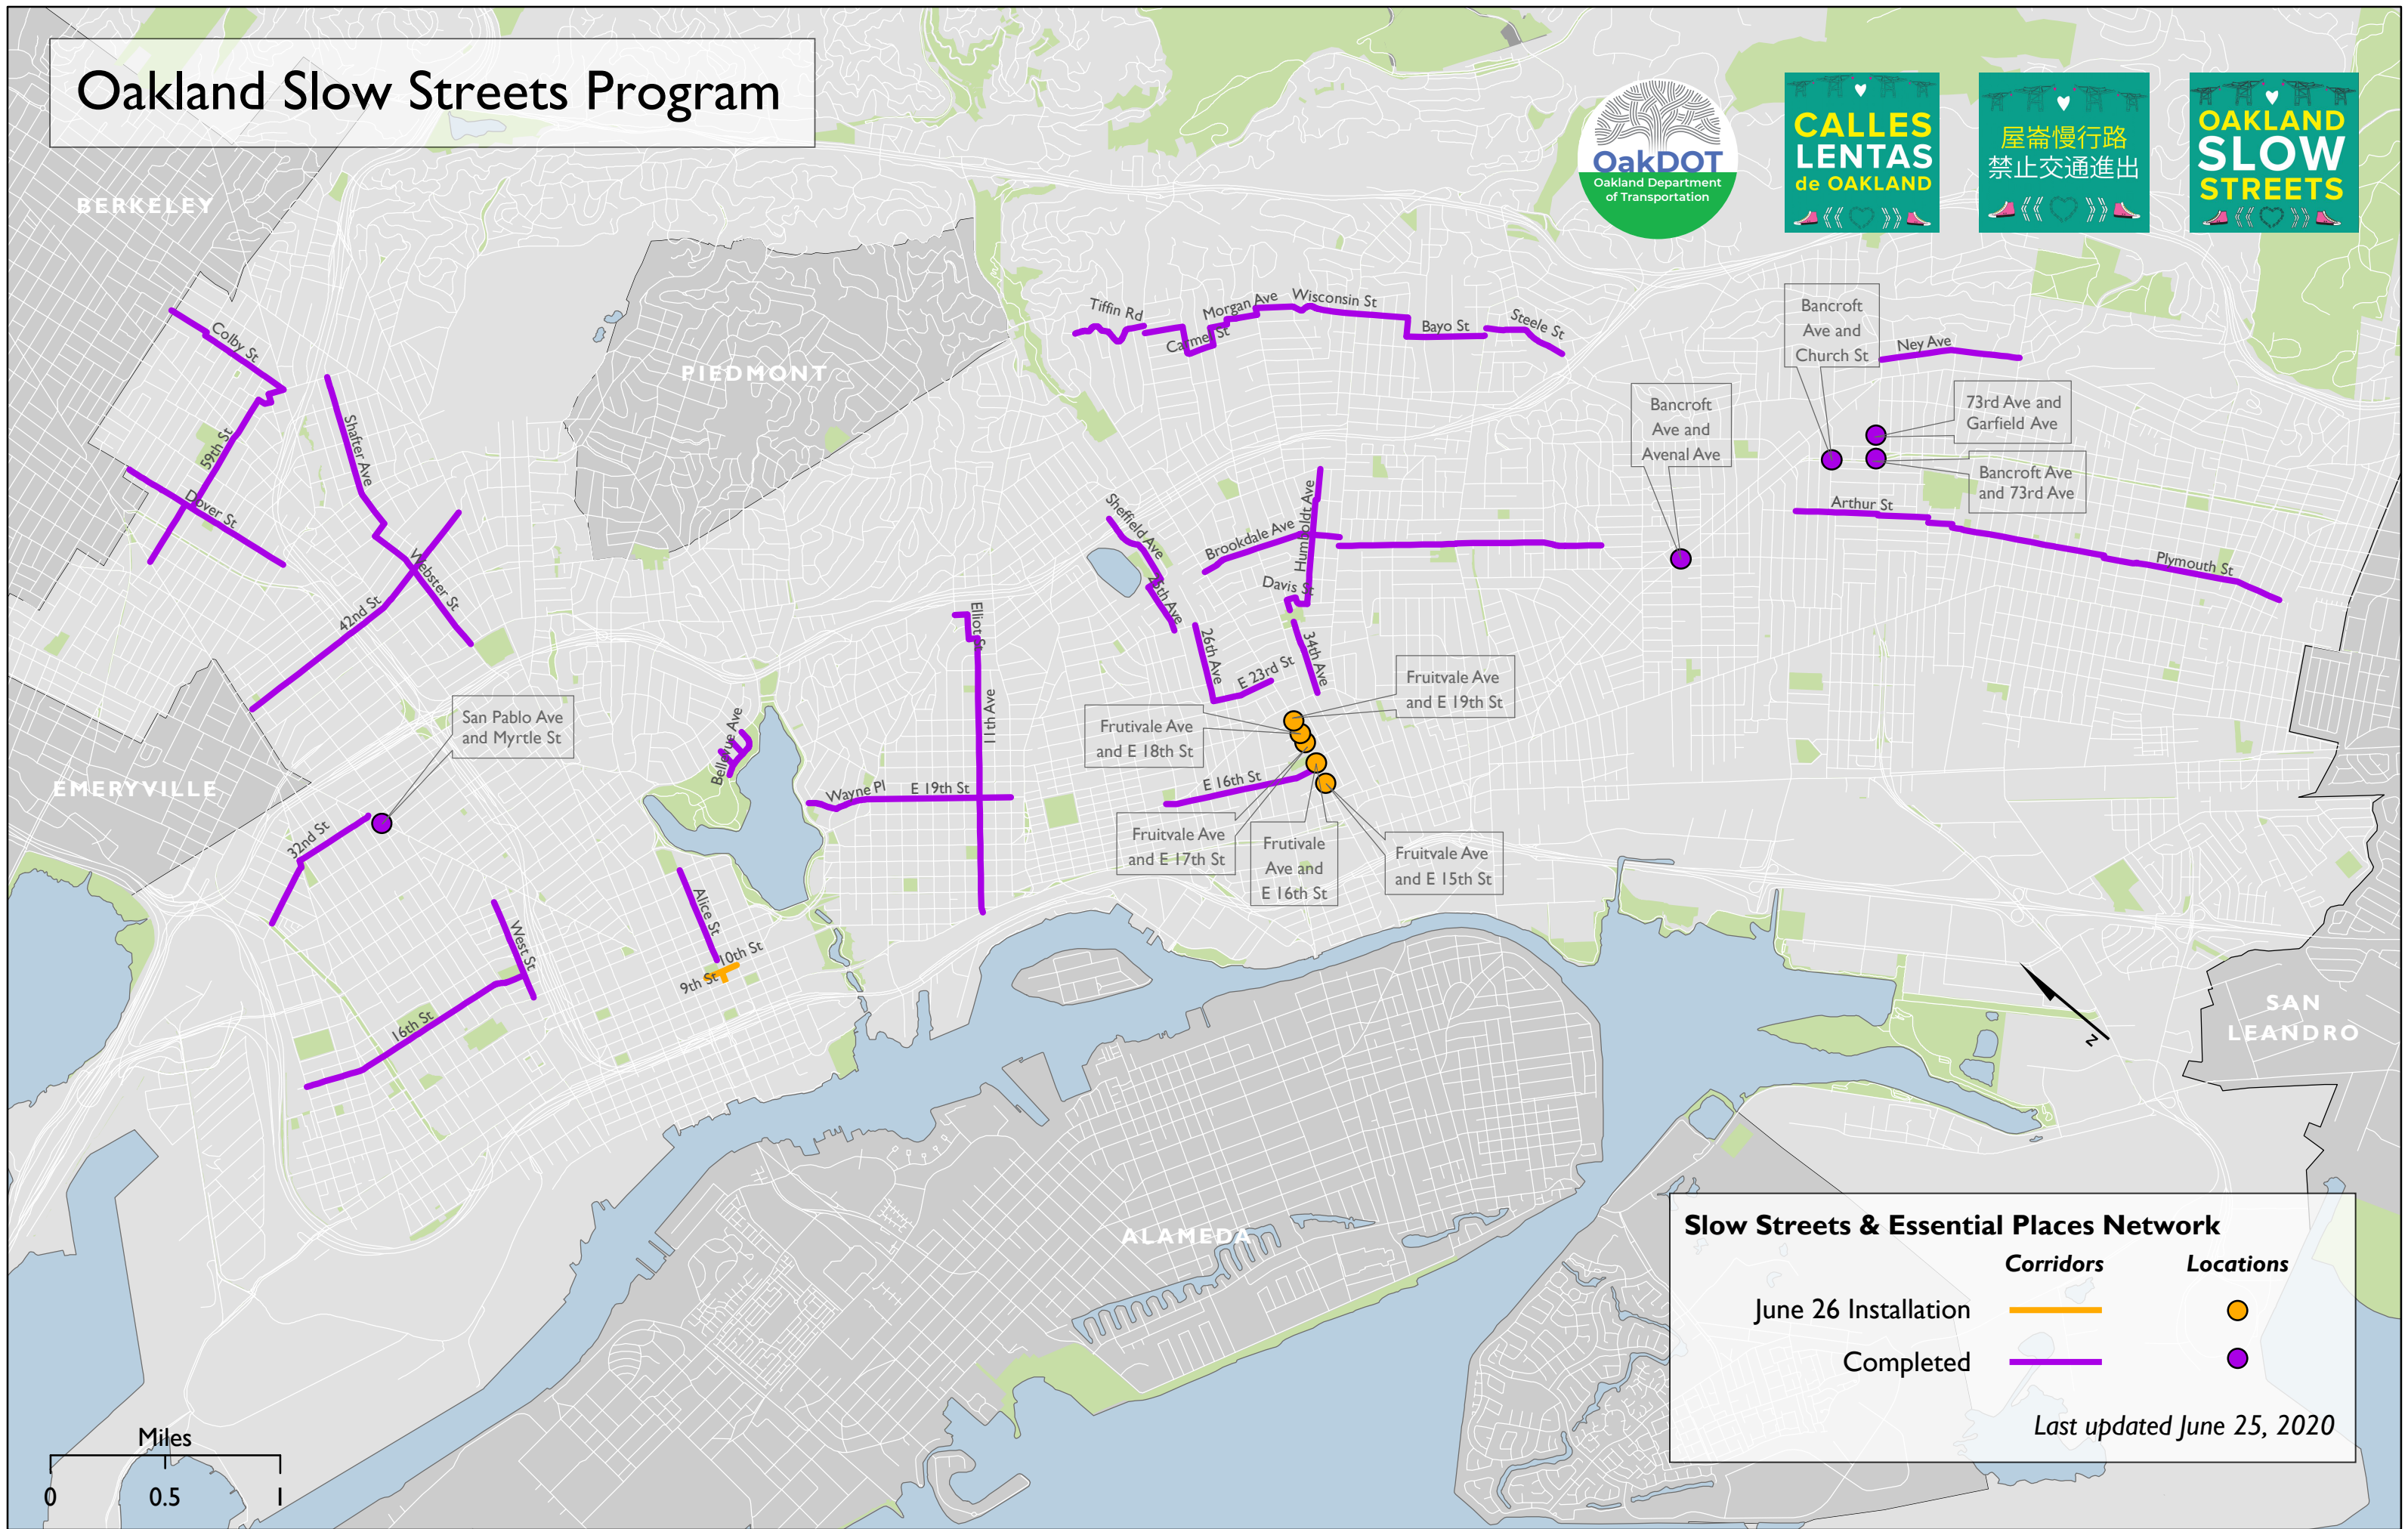 Oakland Slow Streets Program
OakDOT
Oakland Department
of Transportation
CALLES
LENTAS
de OAKLAND
屋崙慢行路
禁止交通進出
OAKLAND
SLOW
STREETS
BERKELEY
PIEDMONT
EMERYVILLE
ALAMEDA
SAN
LEANDRO
Colby St
59th St
Dover St
Shafter Ave
Webster St
42nd St
San Pablo Ave
and Myrtle St
32nd St
West St
16th St
Alice St
10th St
9th St
Bellevue Ave
Wayne Pl
E 19th St
Elliot St
11th Ave
Tiffin Rd
Carmel St
Morgan Ave
Wisconsin St
Bayo St
Steele St
Sheffield Ave
Brookdale Ave
Humboldt Ave
Davis St
26th Ave
E 23rd St
34th Ave
E 16th St
Fruitvale Ave
and E 19th St
Frutivale Ave
and E 18th St
Fruitvale Ave
and E 17th St
Frutivale
Ave and
E 16th St
Fruitvale Ave
and E 15th St
Bancroft
Ave and
Avenal Ave
Bancroft
Ave and
Church St
Ney Ave
73rd Ave and
Garfield Ave
Bancroft Ave
and 73rd Ave
Arthur St
Plymouth St
N
Slow Streets & Essential Places Network
Corridors Locations
June 26 Installation
Completed
Last updated June 25, 2020
Miles
0 0.5 1